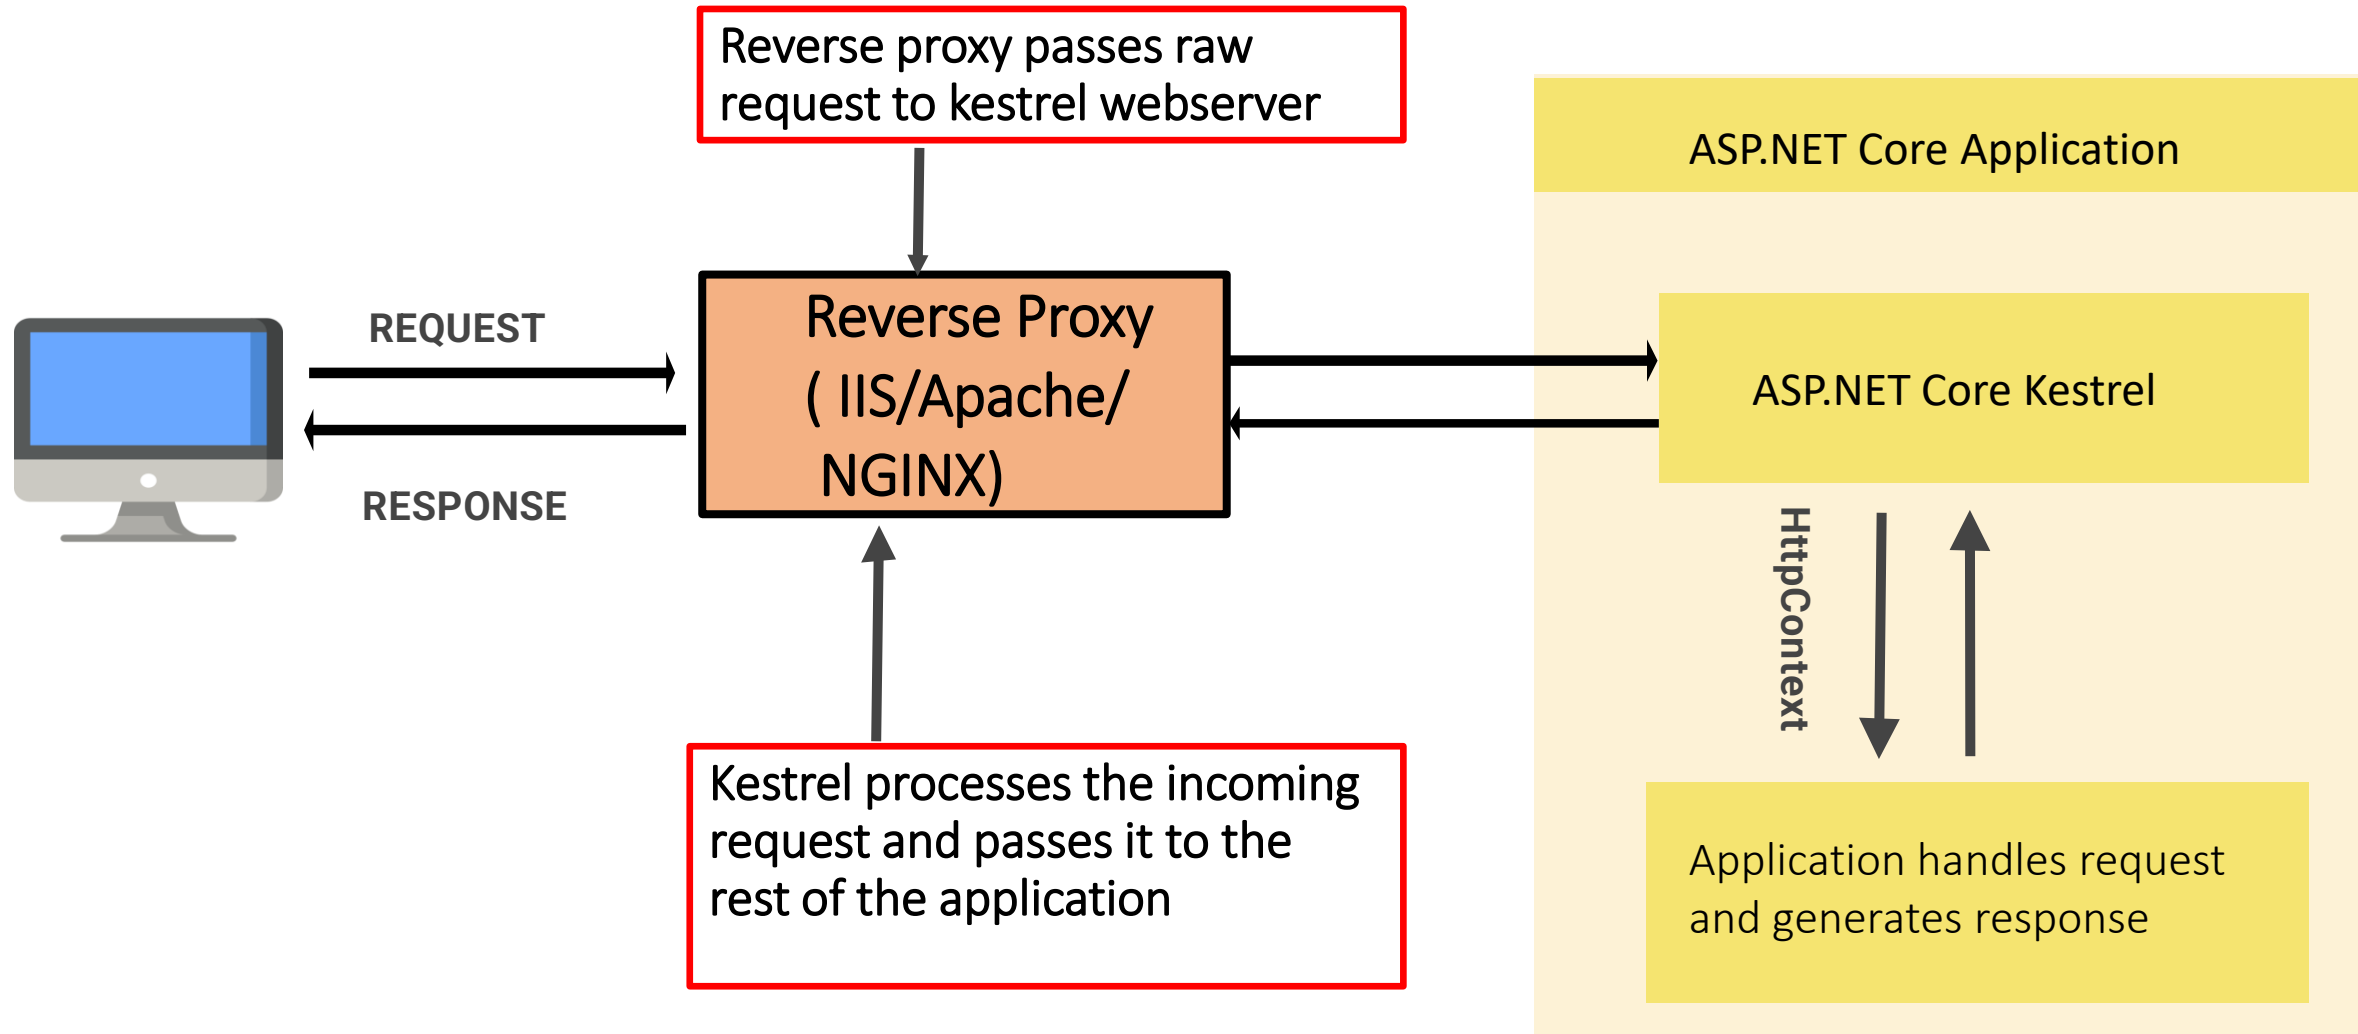 Reverse proxy passes raw
request to kestrel webserver
ASP.NET Core Application
REQUEST
RESPONSE
Reverse Proxy
( IIS/Apache/
NGINX)
ASP.NET Core Kestrel
HttpContext
Kestrel processes the incoming
request and passes it to the
rest of the application
Application handles request
and generates response